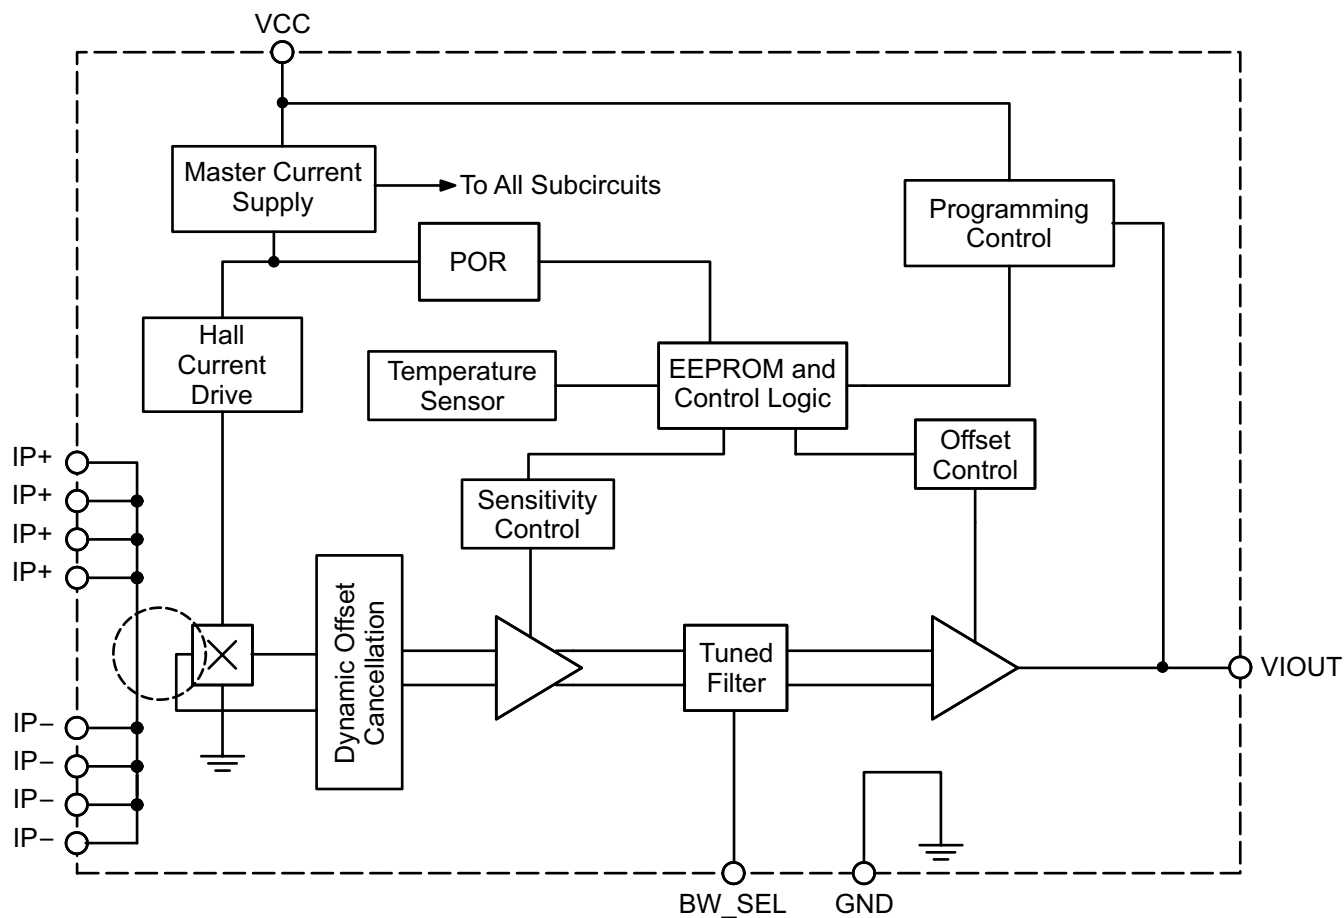 VCC
Master Current
Supply
To All Subcircuits
Programming
Control
POR
Hall
Current
Drive
Temperature
Sensor
EEPROM and
Control Logic
Offset
Control
Sensitivity
Control
IP+
IP+
IP+
IP+
Dynamic Offset
Cancellation
Tuned
Filter
VIOUT
IP−
IP−
IP−
IP−
BW_SEL
GND